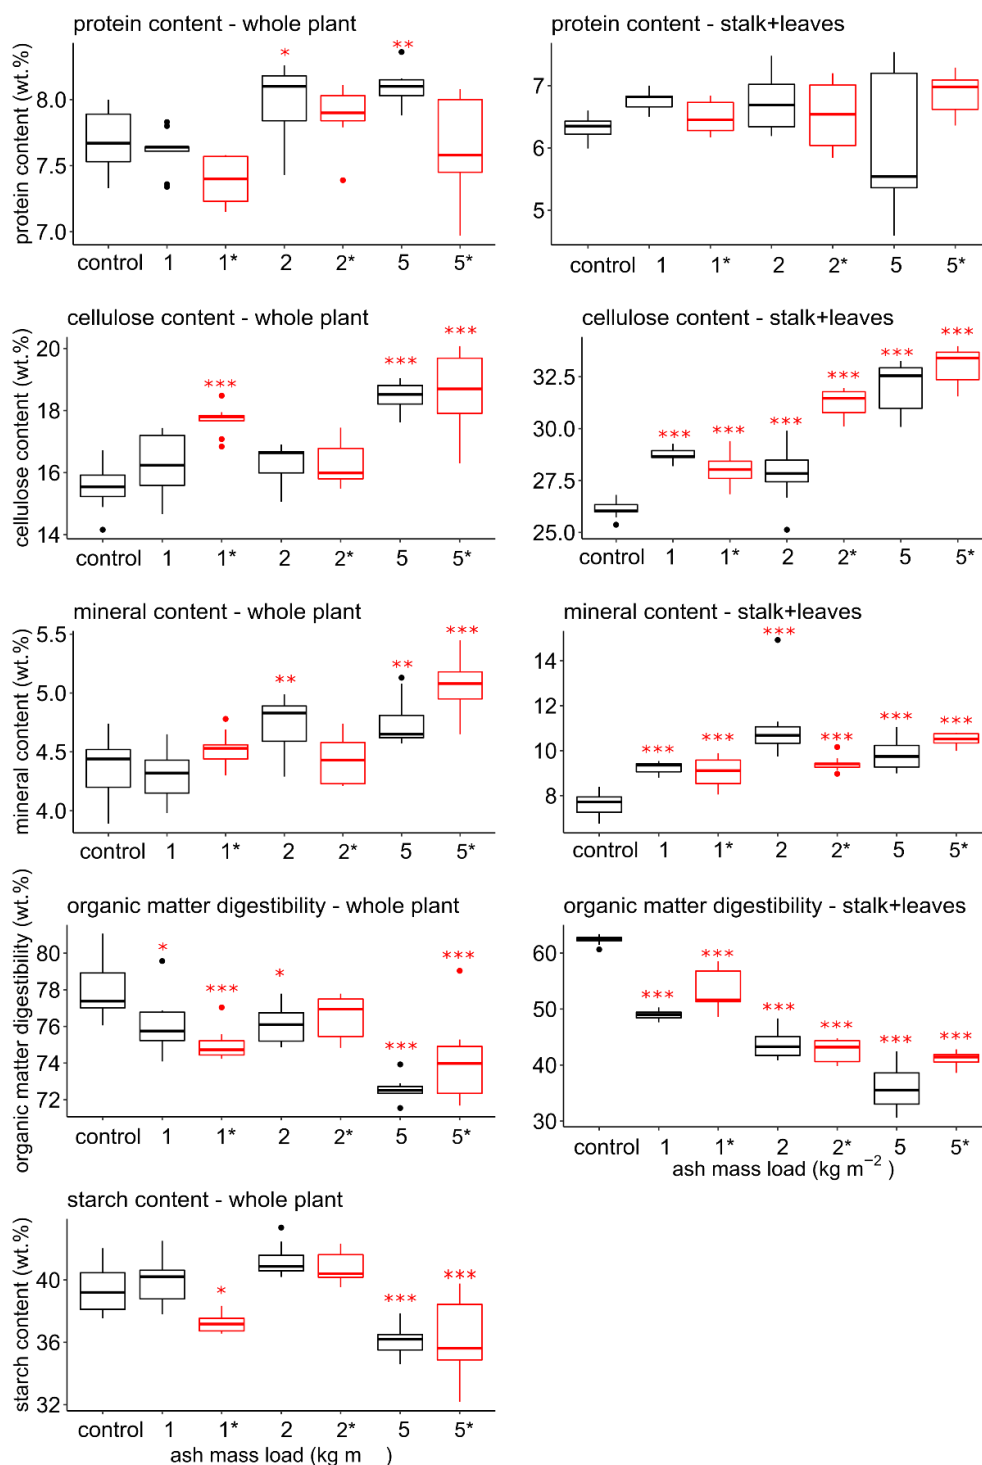 protein content - whole plant
protein content (wt.%)
8.0
7.5
7.0
* **
control 1 1* 2 2* 5 5*
protein content - stalk+leaves
7
6
5
control 1 1* 2 2* 5 5*
cellulose content - whole plant
cellulose content (wt.%)
20
18
16
14
*** *** ***
control 1 1* 2 2* 5 5*
cellulose content - stalk+leaves
32.5
30.0
27.5
25.0
*** *** *** *** *** ***
control 1 1* 2 2* 5 5*
mineral content - whole plant
mineral content (wt.%)
5.5
5.0
4.5
4.0
** ** ***
control 1 1* 2 2* 5 5*
mineral content - stalk+leaves
14
12
10
8
*** *** *** *** *** ***
control 1 1* 2 2* 5 5*
organic matter digestibility - whole plant
organic matter digestibility (wt.%)
80
78
76
74
72
* *** * *** ***
control 1 1* 2 2* 5 5*
organic matter digestibility - stalk+leaves
60
50
40
30
*** *** *** *** *** ***
control 1 1* 2 2* 5 5*
ash mass load (kg m⁻² )
starch content - whole plant
starch content (wt.%)
40
36
32
* *** ***
control 1 1* 2 2* 5 5*
ash mass load (kg m )